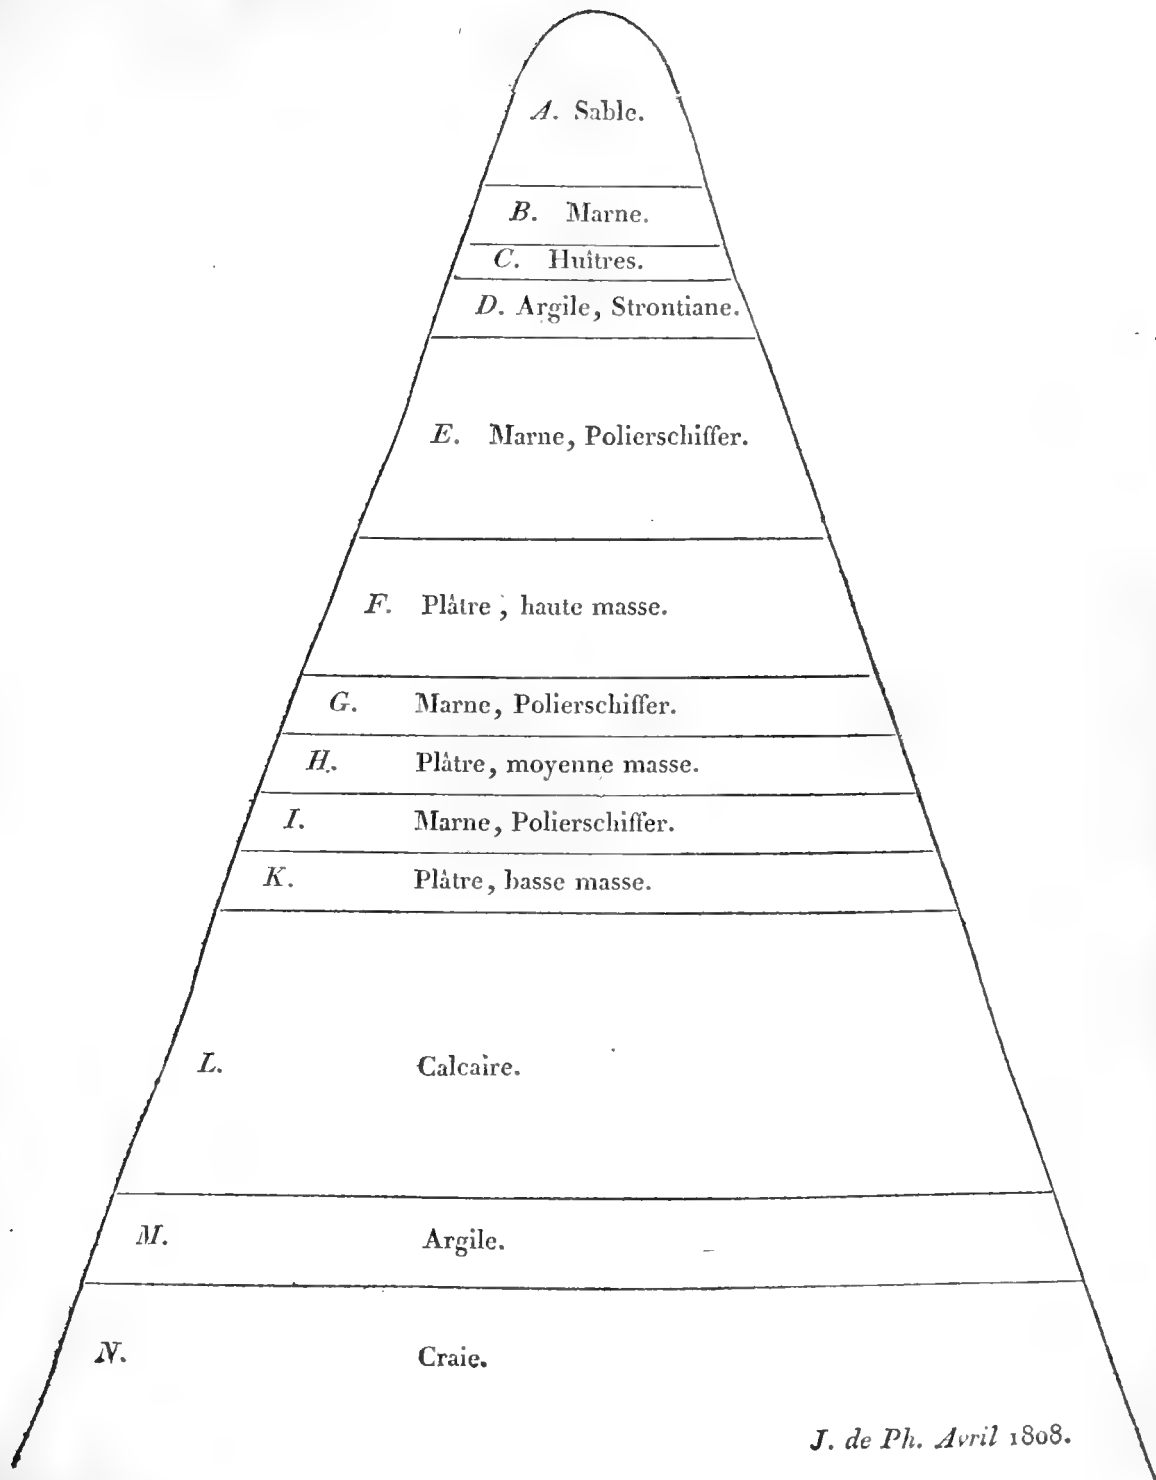 A. Sable.
B. Marne.
C. Huîtres.
D. Argile, Strontiane.
E. Marne, Polierschiffer.
F. Plâtre, haute masse.
G. Marne, Polierschiffer.
H. Plâtre, moyenne masse.
I. Marne, Polierschiffer.
K. Plâtre, basse masse.
L. Calcaire.
M. Argile.
N. Craie.
J. de Ph. Avril 1808.